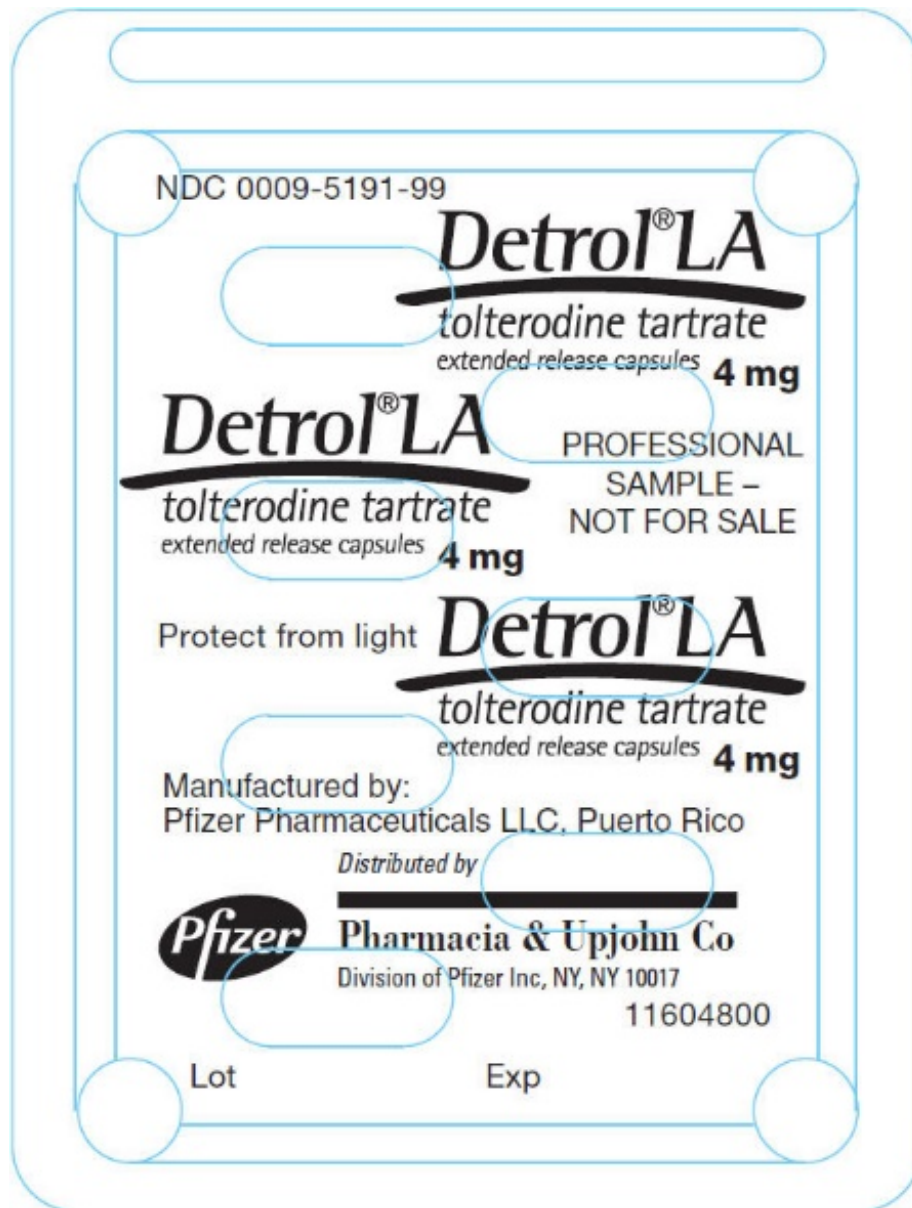 NDC 0009-5191-99
Detrol®LA
tolterodine tartrate
extended release capsules 4 mg
Detrol®LA
tolterodine tartrate
extended release capsules 4 mg
PROFESSIONAL
SAMPLE –
NOT FOR SALE
Protect from light
Detrol®LA
tolterodine tartrate
extended release capsules 4 mg
Manufactured by:
Pfizer Pharmaceuticals LLC, Puerto Rico
Distributed by
Pfizer
Pharmacia & Upjohn Co
Division of Pfizer Inc, NY, NY 10017
11604800
Lot Exp